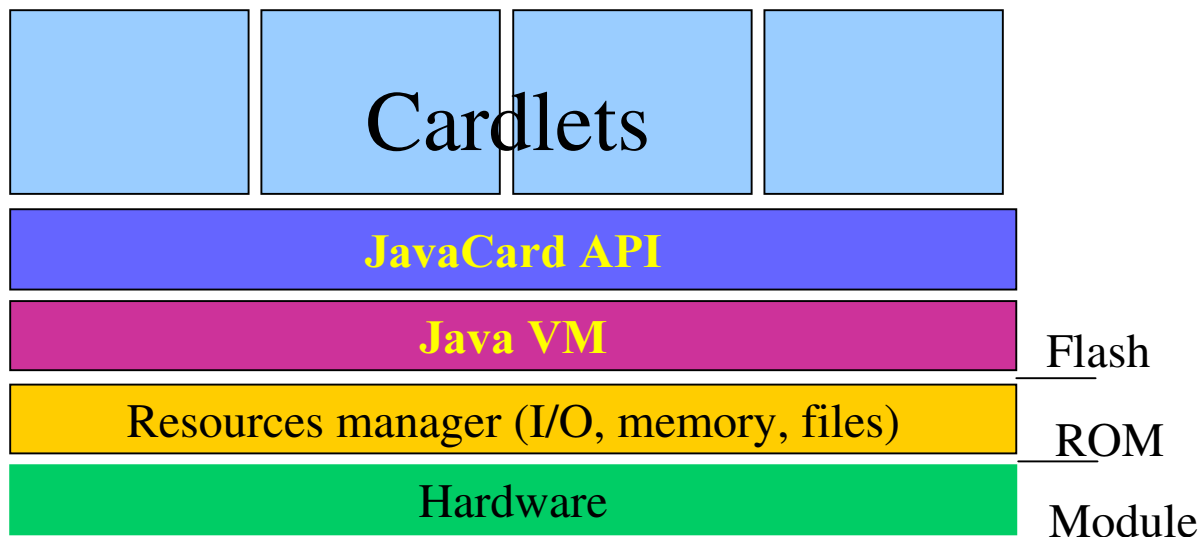 Cardlets
JavaCard API
Java VM
Flash
Resources manager (I/O, memory, files)
ROM
Hardware
Module